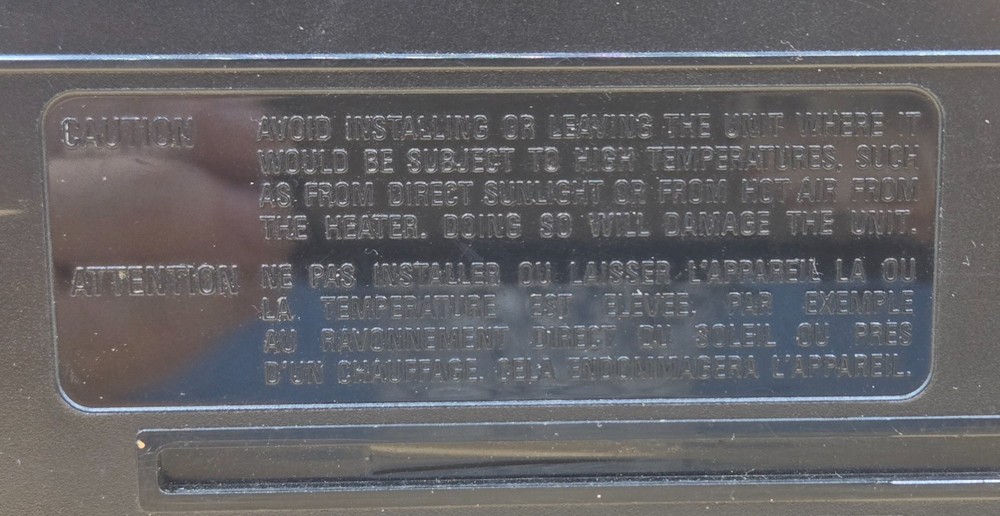 CAUTION AVOID INSTALLING OR LEAVING THE UNIT WHERE IT
WOULD BE SUBJECT TO HIGH TEMPERATURES, SUCH
AS FROM DIRECT SUNLIGHT OR FROM HOT AIR FROM
THE HEATER. DOING SO WILL DAMAGE THE UNIT.
ATTENTION NE PAS INSTALLER OU LAISSER L'APPAREIL LA OU
LA TEMPERATURE EST ELEVEE, PAR EXEMPLE
AU RAYONNEMENT DIRECT DU SOLEIL OU PRES
D'UN CHAUFFAGE. CELA ENDOMMAGERA L'APPAREIL.